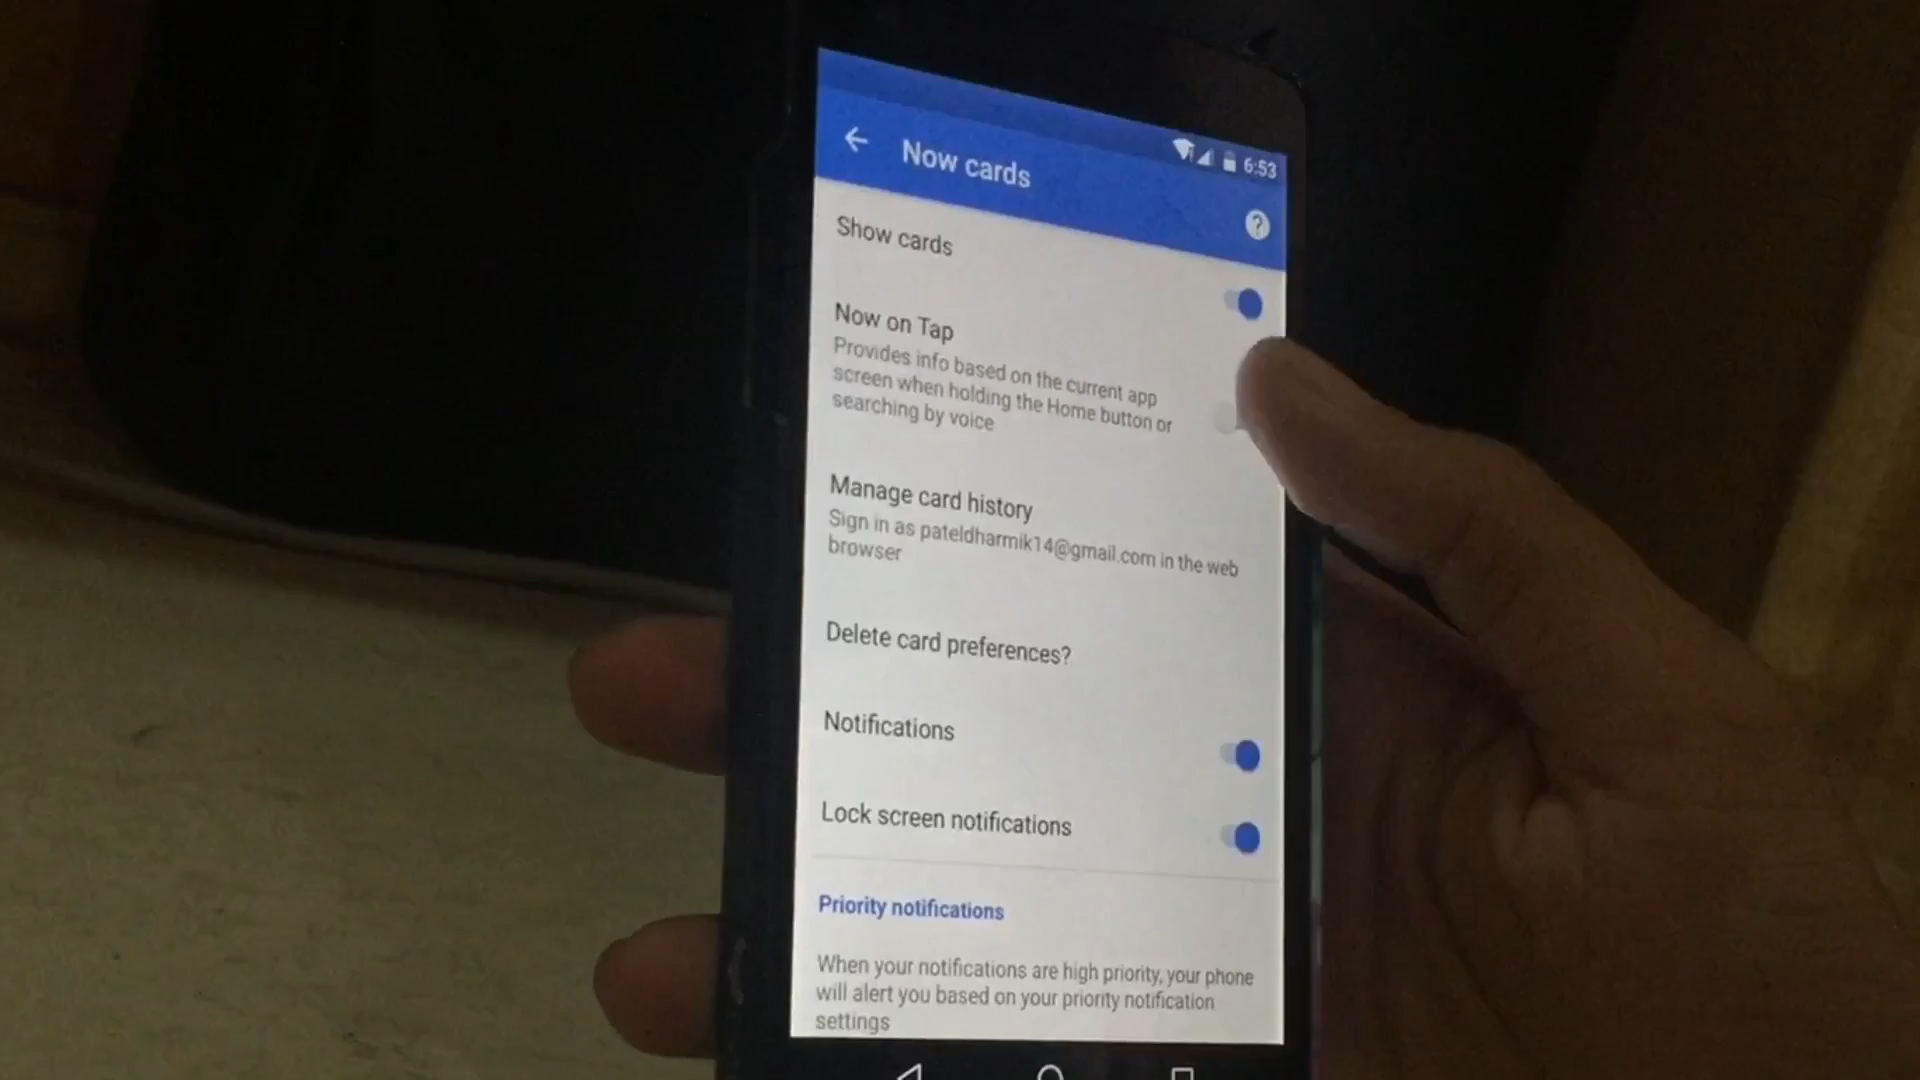 6:53
Now cards
?
Show cards
Now on Tap
Provides info based on the current app
screen when holding the Home button or
searching by voice
Manage card history
Sign in as pateldharmik14@gmail.com in the web
browser
Delete card preferences?
Notifications
Lock screen notifications
Priority notifications
When your notifications are high priority, your phone
will alert you based on your priority notification
settings